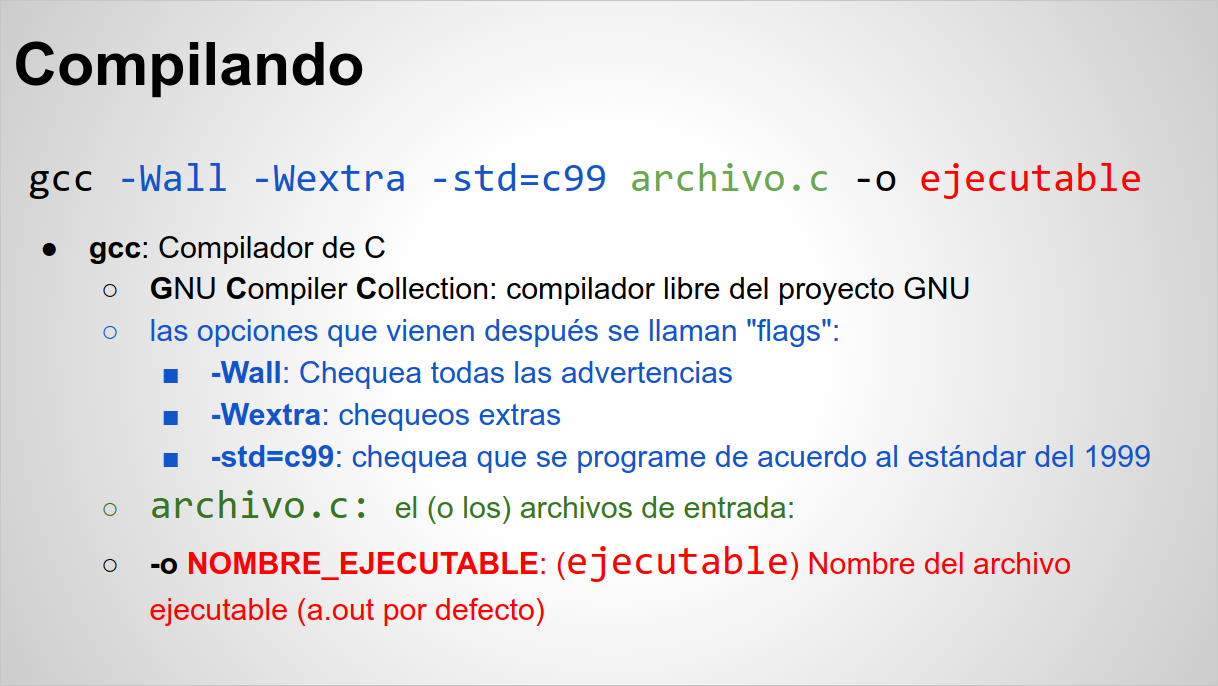 Compilando
gcc -Wall -Wextra -std=c99 archivo.c -o ejecutable
● gcc: Compilador de C
○ GNU Compiler Collection: compilador libre del proyecto GNU
○ las opciones que vienen después se llaman "flags":
■ -Wall: Chequea todas las advertencias
■ -Wextra: chequeos extras
■ -std=c99: chequea que se programe de acuerdo al estándar del 1999
○ archivo.c: el (o los) archivos de entrada:
○ -o NOMBRE_EJECUTABLE: (ejecutable) Nombre del archivo
ejecutable (a.out por defecto)